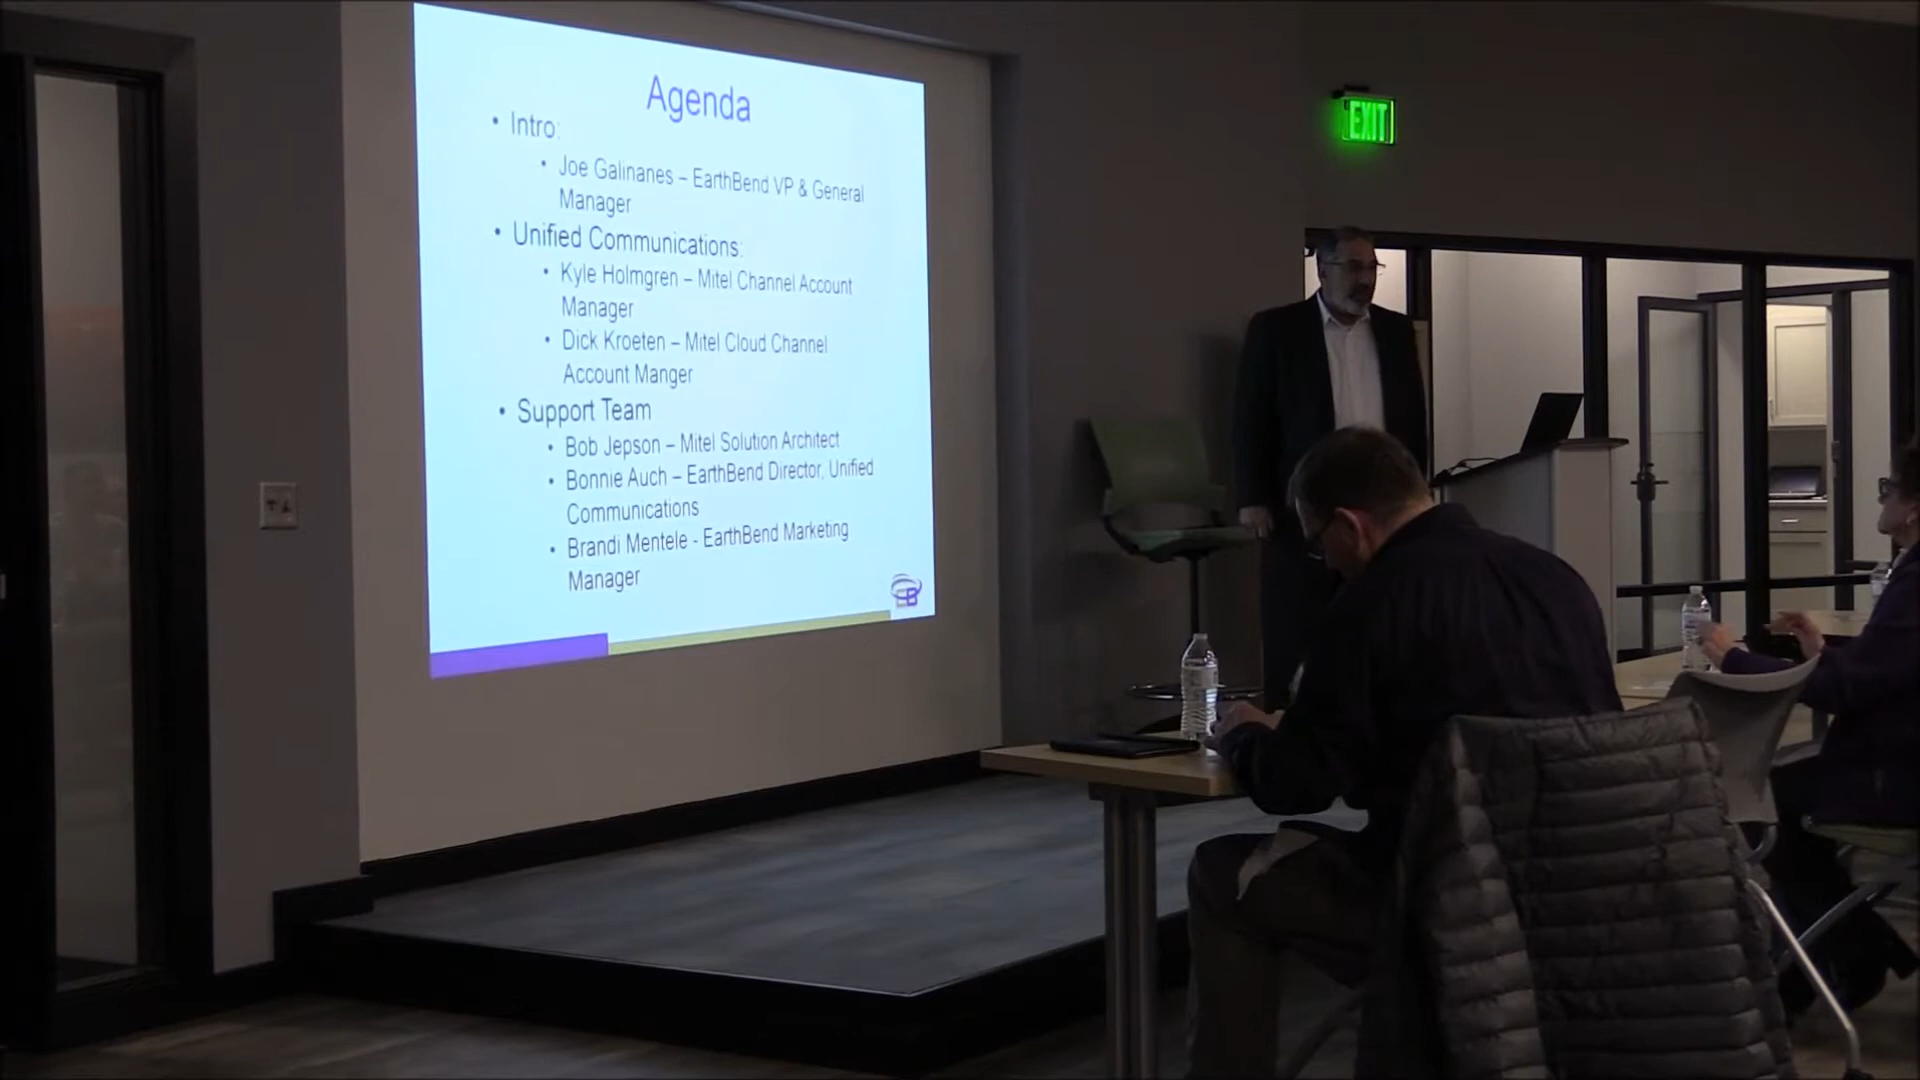 Agenda
• Intro:
• Joe Galinanes – EarthBend VP & General
Manager
• Unified Communications:
• Kyle Holmgren – Mitel Channel Account
Manager
• Dick Kroeten – Mitel Cloud Channel
Account Manger
• Support Team
• Bob Jepson – Mitel Solution Architect
• Bonnie Auch – EarthBend Director, Unified
Communications
• Brandi Mentele - EarthBend Marketing
Manager
EB
EXIT